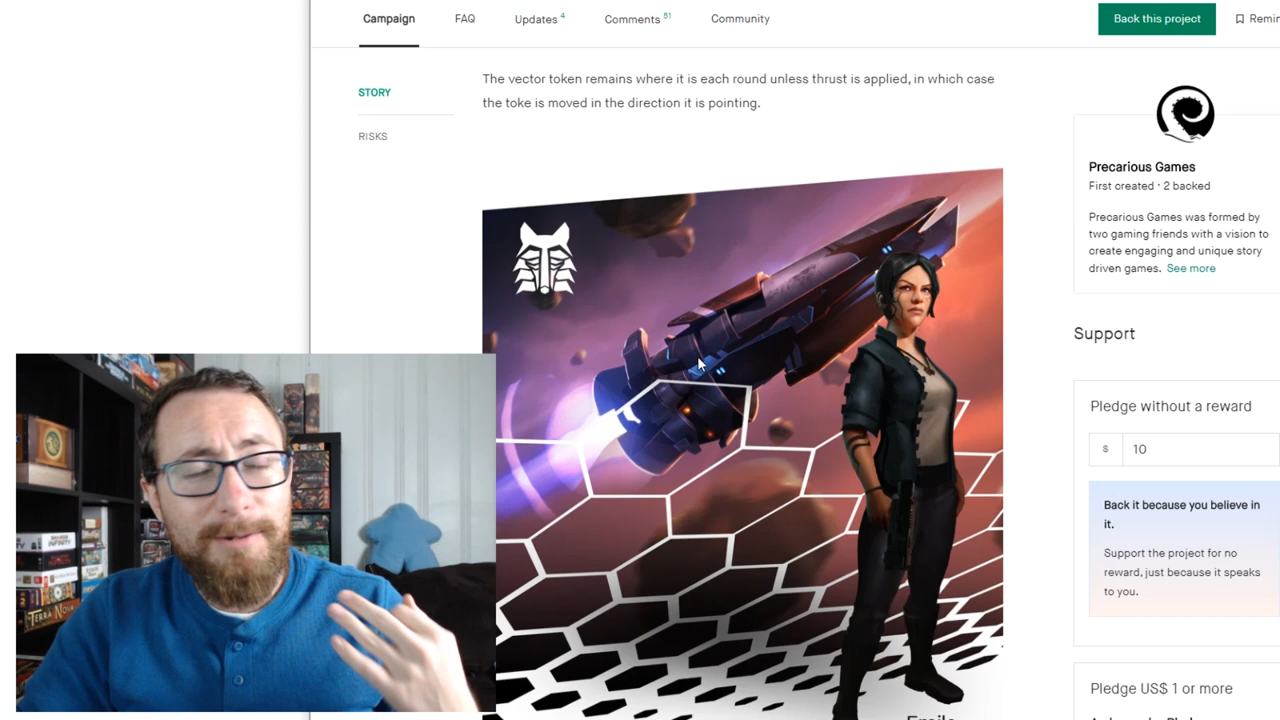 Campaign
FAQ
Updates 4
Comments 51
Community
Back this project
Remin
STORY
RISKS
The vector token remains where it is each round unless thrust is applied, in which case
the toke is moved in the direction it is pointing.
Precarious Games
First created · 2 backed
Precarious Games was formed by
two gaming friends with a vision to
create engaging and unique story
driven games. See more
Support
Pledge without a reward
$ 10
Back it because you believe in
it.
Support the project for no
reward, just because it speaks
to you.
Pledge US$ 1 or more
TERRA NOVA